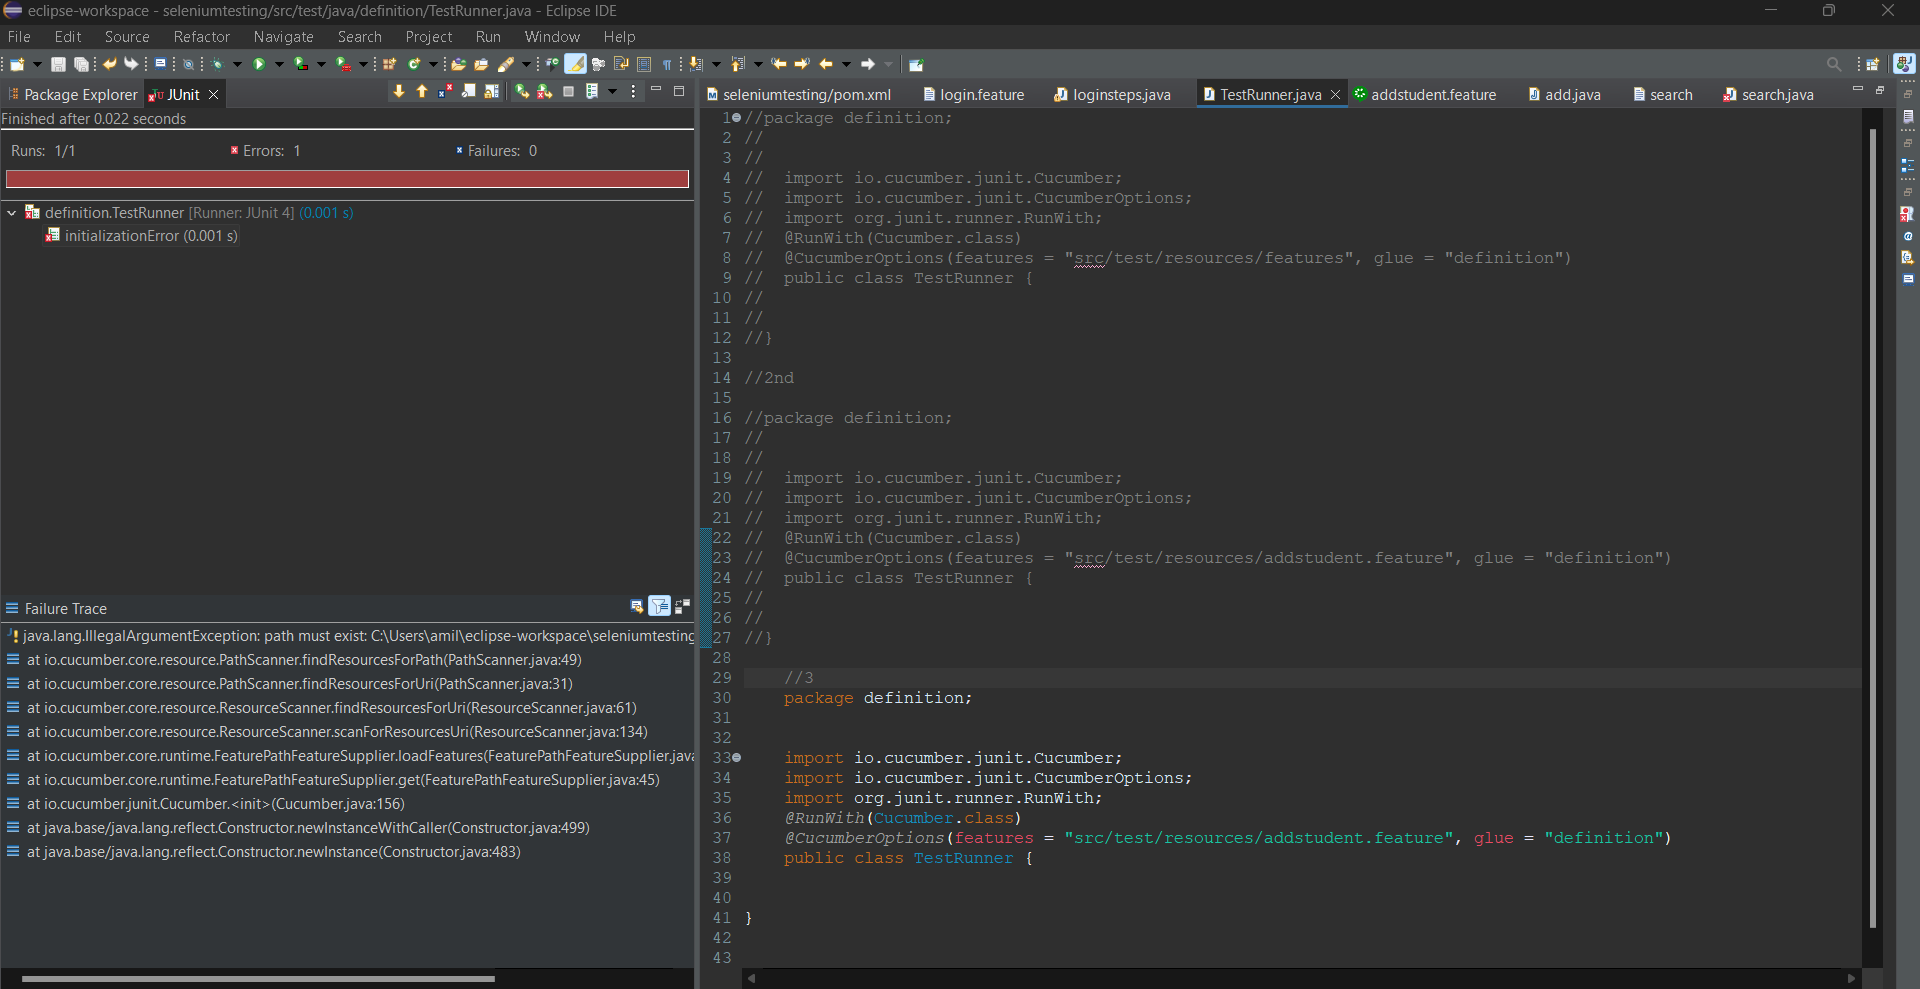 eclipse-workspace - seleniumtesting/src/test/java/definition/TestRunner.java - Eclipse IDE
File Edit Source Refactor Navigate Search Project Run Window Help
Package Explorer JUnit
Finished after 0.022 seconds
Runs: 1/1 Errors: 1 Failures: 0
definition.TestRunner [Runner: JUnit 4] (0.001 s)
initializationError (0.001 s)
Failure Trace
java.lang.IllegalArgumentException: path must exist: C:\Users\amil\eclipse-workspace\seleniumtesting
at io.cucumber.core.resource.PathScanner.findResourcesForPath(PathScanner.java:49)
at io.cucumber.core.resource.PathScanner.findResourcesForUri(PathScanner.java:31)
at io.cucumber.core.resource.ResourceScanner.findResourcesForUri(ResourceScanner.java:61)
at io.cucumber.core.resource.ResourceScanner.scanForResourcesUri(ResourceScanner.java:134)
at io.cucumber.core.runtime.FeaturePathFeatureSupplier.loadFeatures(FeaturePathFeatureSupplier.java
at io.cucumber.core.runtime.FeaturePathFeatureSupplier.get(FeaturePathFeatureSupplier.java:45)
at io.cucumber.junit.Cucumber.<init>(Cucumber.java:156)
at java.base/java.lang.reflect.Constructor.newInstanceWithCaller(Constructor.java:499)
at java.base/java.lang.reflect.Constructor.newInstance(Constructor.java:483)
seleniumtesting/pom.xml login.feature loginsteps.java TestRunner.java addstudent.feature add.java search search.java
1 //package definition;
2 //
3 //
4 // import io.cucumber.junit.Cucumber;
5 // import io.cucumber.junit.CucumberOptions;
6 // import org.junit.runner.RunWith;
7 // @RunWith(Cucumber.class)
8 // @CucumberOptions(features = "src/test/resources/features", glue = "definition")
9 // public class TestRunner {
10 //
11 //
12 //}
13
14 //2nd
15
16 //package definition;
17 //
18 //
19 // import io.cucumber.junit.Cucumber;
20 // import io.cucumber.junit.CucumberOptions;
21 // import org.junit.runner.RunWith;
22 // @RunWith(Cucumber.class)
23 // @CucumberOptions(features = "src/test/resources/addstudent.feature", glue = "definition")
24 // public class TestRunner {
25 //
26 //
27 //}
28
29 //3
30 package definition;
31
32
33 import io.cucumber.junit.Cucumber;
34 import io.cucumber.junit.CucumberOptions;
35 import org.junit.runner.RunWith;
36 @RunWith(Cucumber.class)
37 @CucumberOptions(features = "src/test/resources/addstudent.feature", glue = "definition")
38 public class TestRunner {
39
40
41 }
42
43